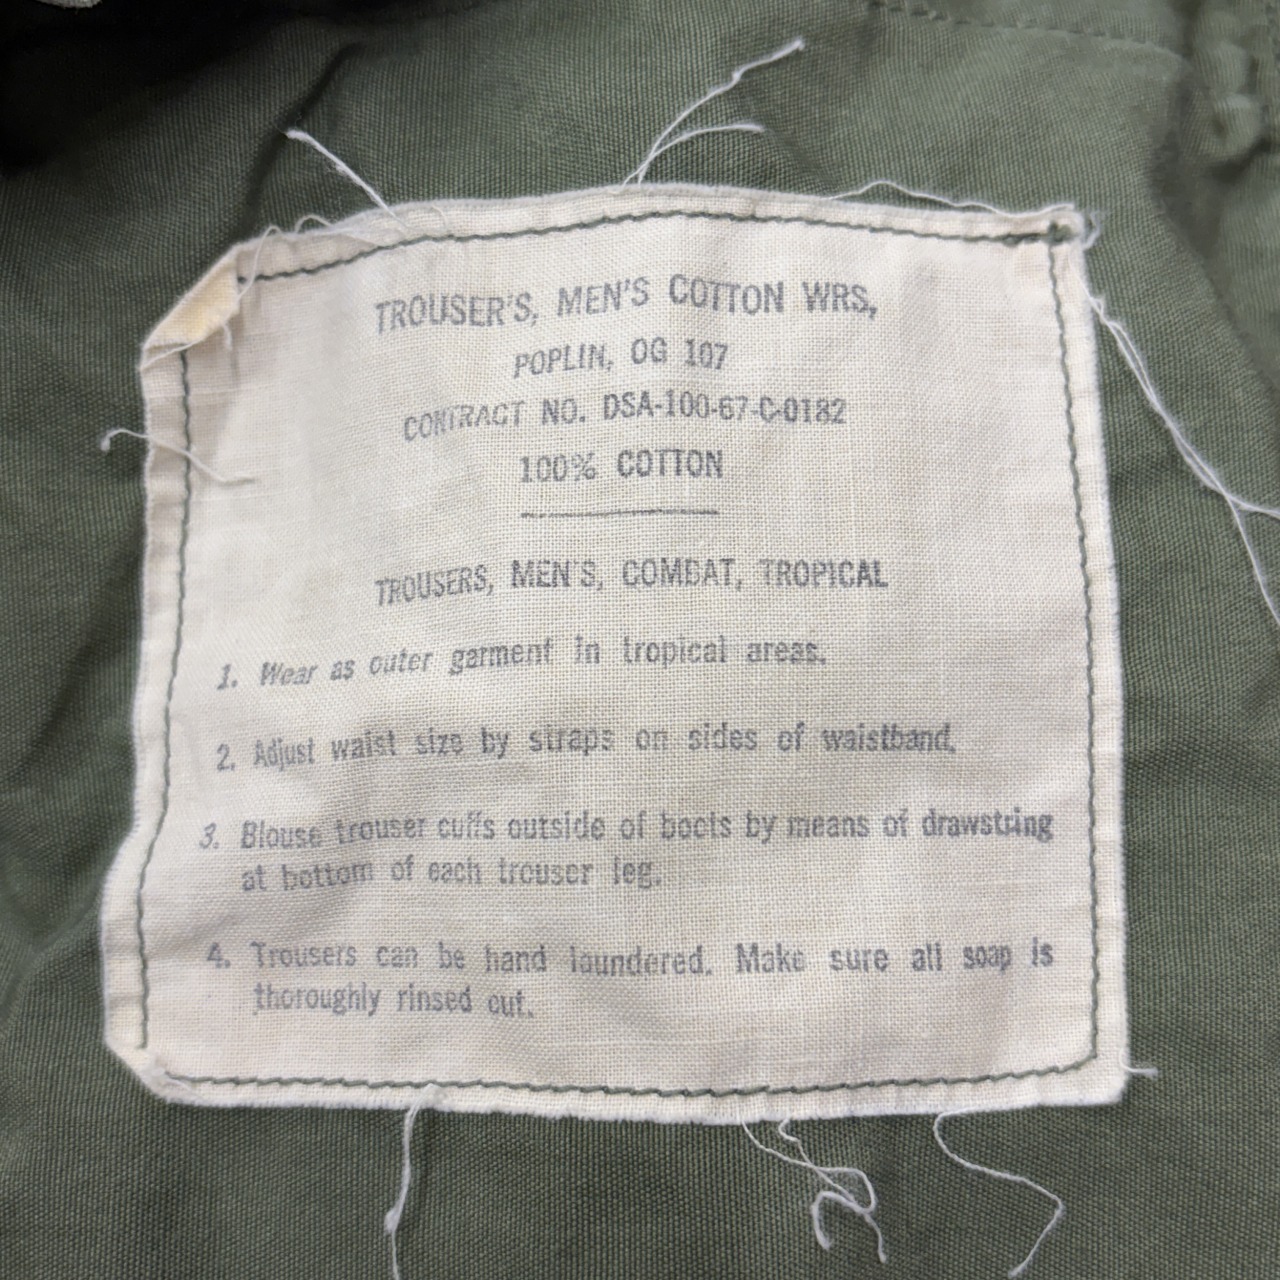 TROUSER'S, MEN'S COTTON WRS,
POPLIN, OG 107
CONTRACT NO. DSA-100-67-C-0182
100% COTTON
TROUSERS, MEN'S, COMBAT, TROPICAL
1. Wear as outer garment in tropical areas.
2. Adjust waist size by straps on sides of waistband.
3. Blouse trouser cuffs outside of boots by means of drawstring
at bottom of each trouser leg.
4. Trousers can be hand laundered. Make sure all soap is
thoroughly rinsed out.